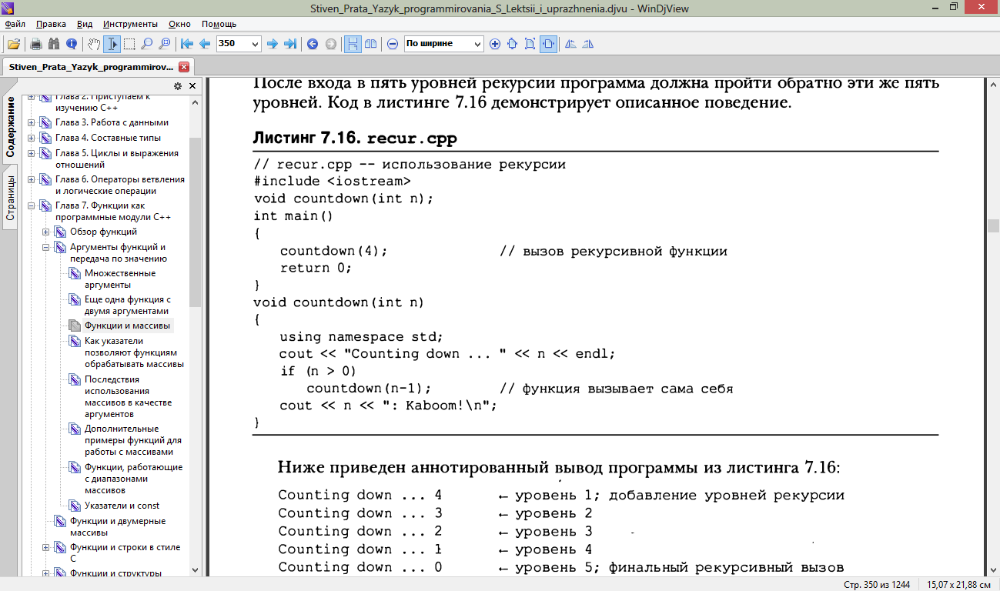 Stiven_Prata_Yazyk_programmirovania_S_Lektsii_i_uprazhnenia.djvu - WinDjView
Файл Правка Вид Инструменты Окно Помощь
350
По ширине
Stiven_Prata_Yazyk_programmirov...
Содержание
Страницы
Глава 2. Приступаем к
изучению C++
Глава 3. Работа с данными
Глава 4. Составные типы
Глава 5. Циклы и выражения
отношений
Глава 6. Операторы ветвления
и логические операции
Глава 7. Функции как
программные модули C++
Обзор функций
Аргументы функций и
передача по значению
Множественные
аргументы
Еще одна функция с
двумя аргументами
Функции и массивы
Как указатели
позволяют функциям
обрабатывать массивы
Последствия
использования
массивов в качестве
аргументов
Дополнительные
примеры функций для
работы с массивами
Функции, работающие
с диапазонами
массивов
Указатели и const
Функции и двумерные
массивы
Функции и строки в стиле
C
Функции и структуры
После входа в пять уровней рекурсии программа должна пройти обратно эти же пять
уровней. Код в листинге 7.16 демонстрирует описанное поведение.
Листинг 7.16. recur.cpp
// recur.cpp -- использование рекурсии
#include <iostream>
void countdown(int n);
int main()
{
countdown(4); // вызов рекурсивной функции
return 0;
}
void countdown(int n)
{
using namespace std;
cout << "Counting down ... " << n << endl;
if (n > 0)
countdown(n-1); // функция вызывает сама себя
cout << n << ": Kaboom!\n";
}
Ниже приведен аннотированный вывод программы из листинга 7.16:
Counting down ... 4 ← уровень 1; добавление уровней рекурсии
Counting down ... 3 ← уровень 2
Counting down ... 2 ← уровень 3
Counting down ... 1 ← уровень 4
Counting down ... 0 ← уровень 5; финальный рекурсивный вызов
Стр. 350 из 1244 15,07 x 21,88 см